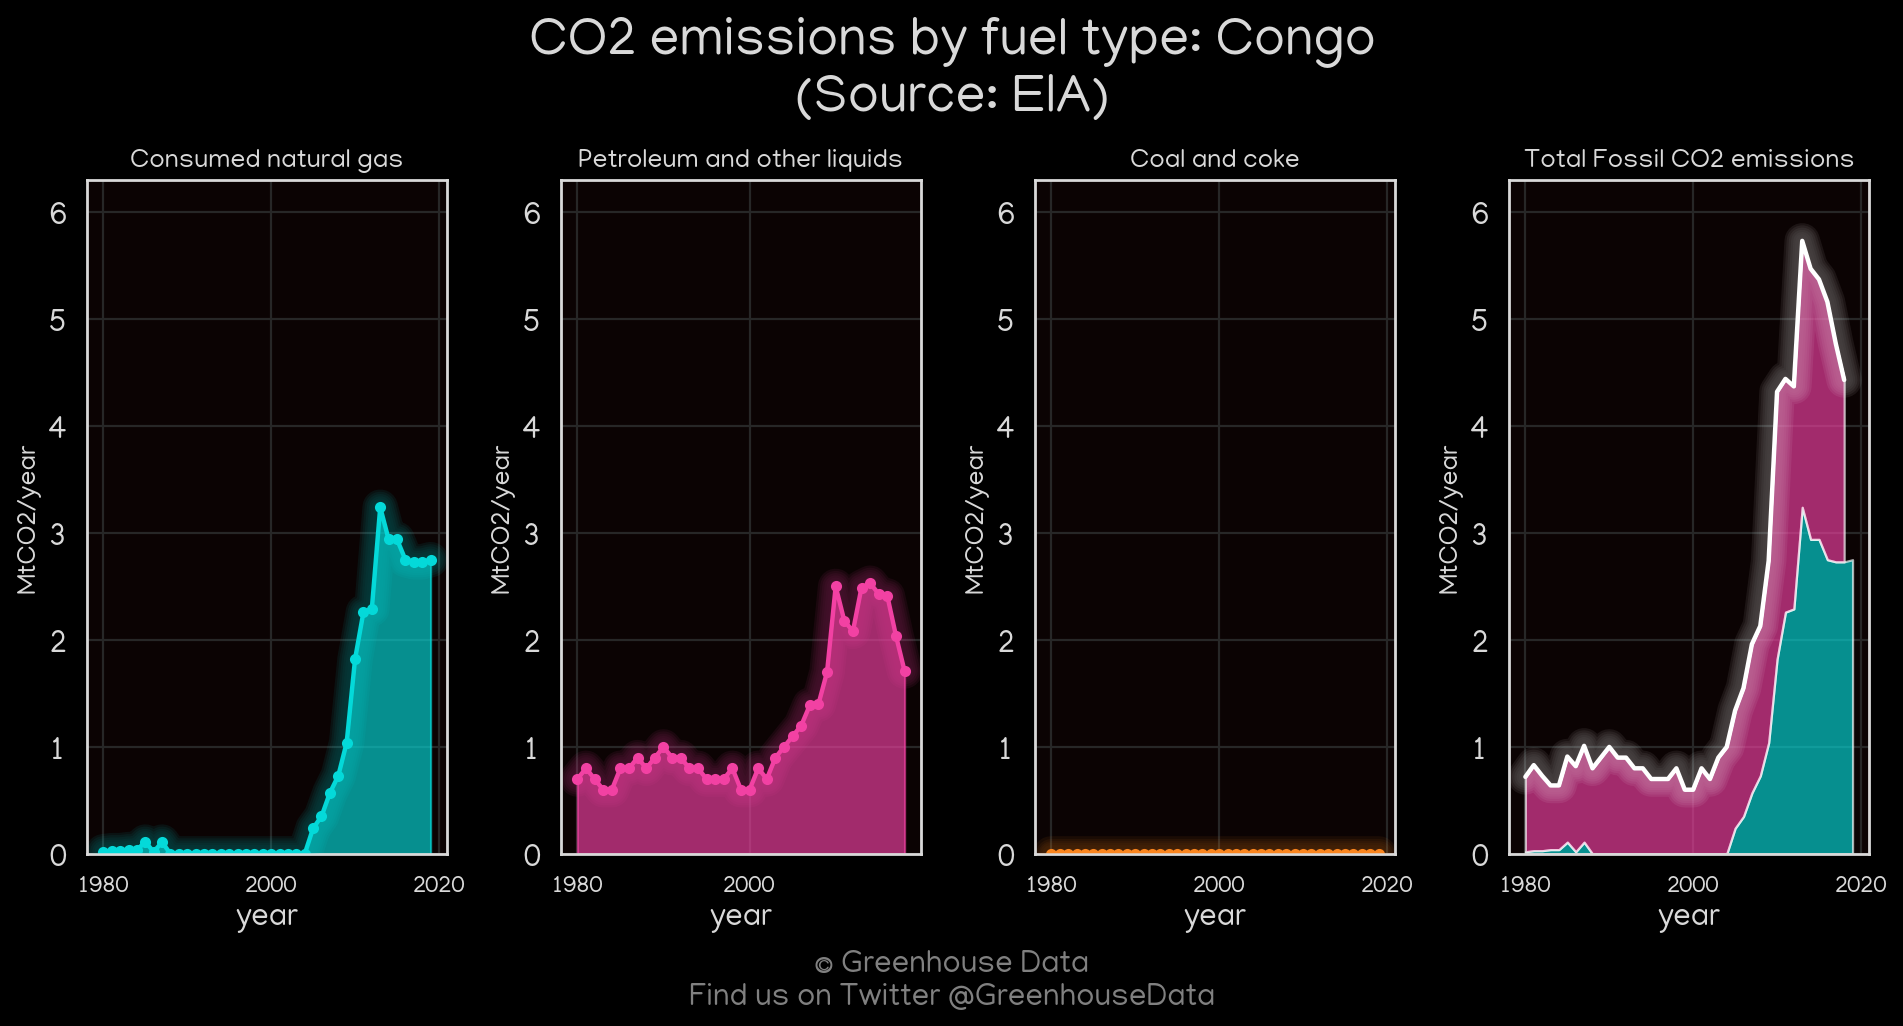 CO2 emissions by fuel type: Congo
(Source: EIA)
Consumed natural gas
Petroleum and other liquids
Coal and coke
Total Fossil CO2 emissions
6
5
4
3
2
1
0
MtCO2/year
1980
2000
2020
year
6
5
4
3
2
1
0
MtCO2/year
1980
2000
year
6
5
4
3
2
1
0
MtCO2/year
1980
2000
2020
year
6
5
4
3
2
1
0
MtCO2/year
1980
2000
2020
year
© Greenhouse Data
Find us on Twitter @GreenhouseData